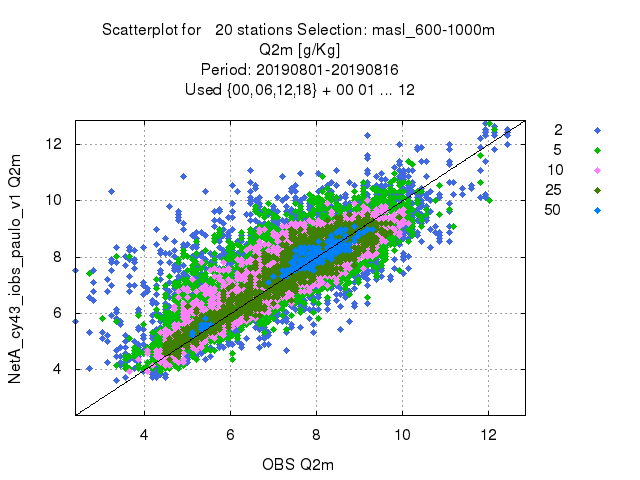 Scatterplot for 20 stations Selection: masl_600-1000m
Q2m [g/Kg]
Period: 20190801-20190816
Used {00,06,12,18} + 00 01 ... 12
2
5
10
25
50
NetA_cy43_iobs_paulo_v1 Q2m
12
10
8
6
4
4 6 8 10 12
OBS Q2m